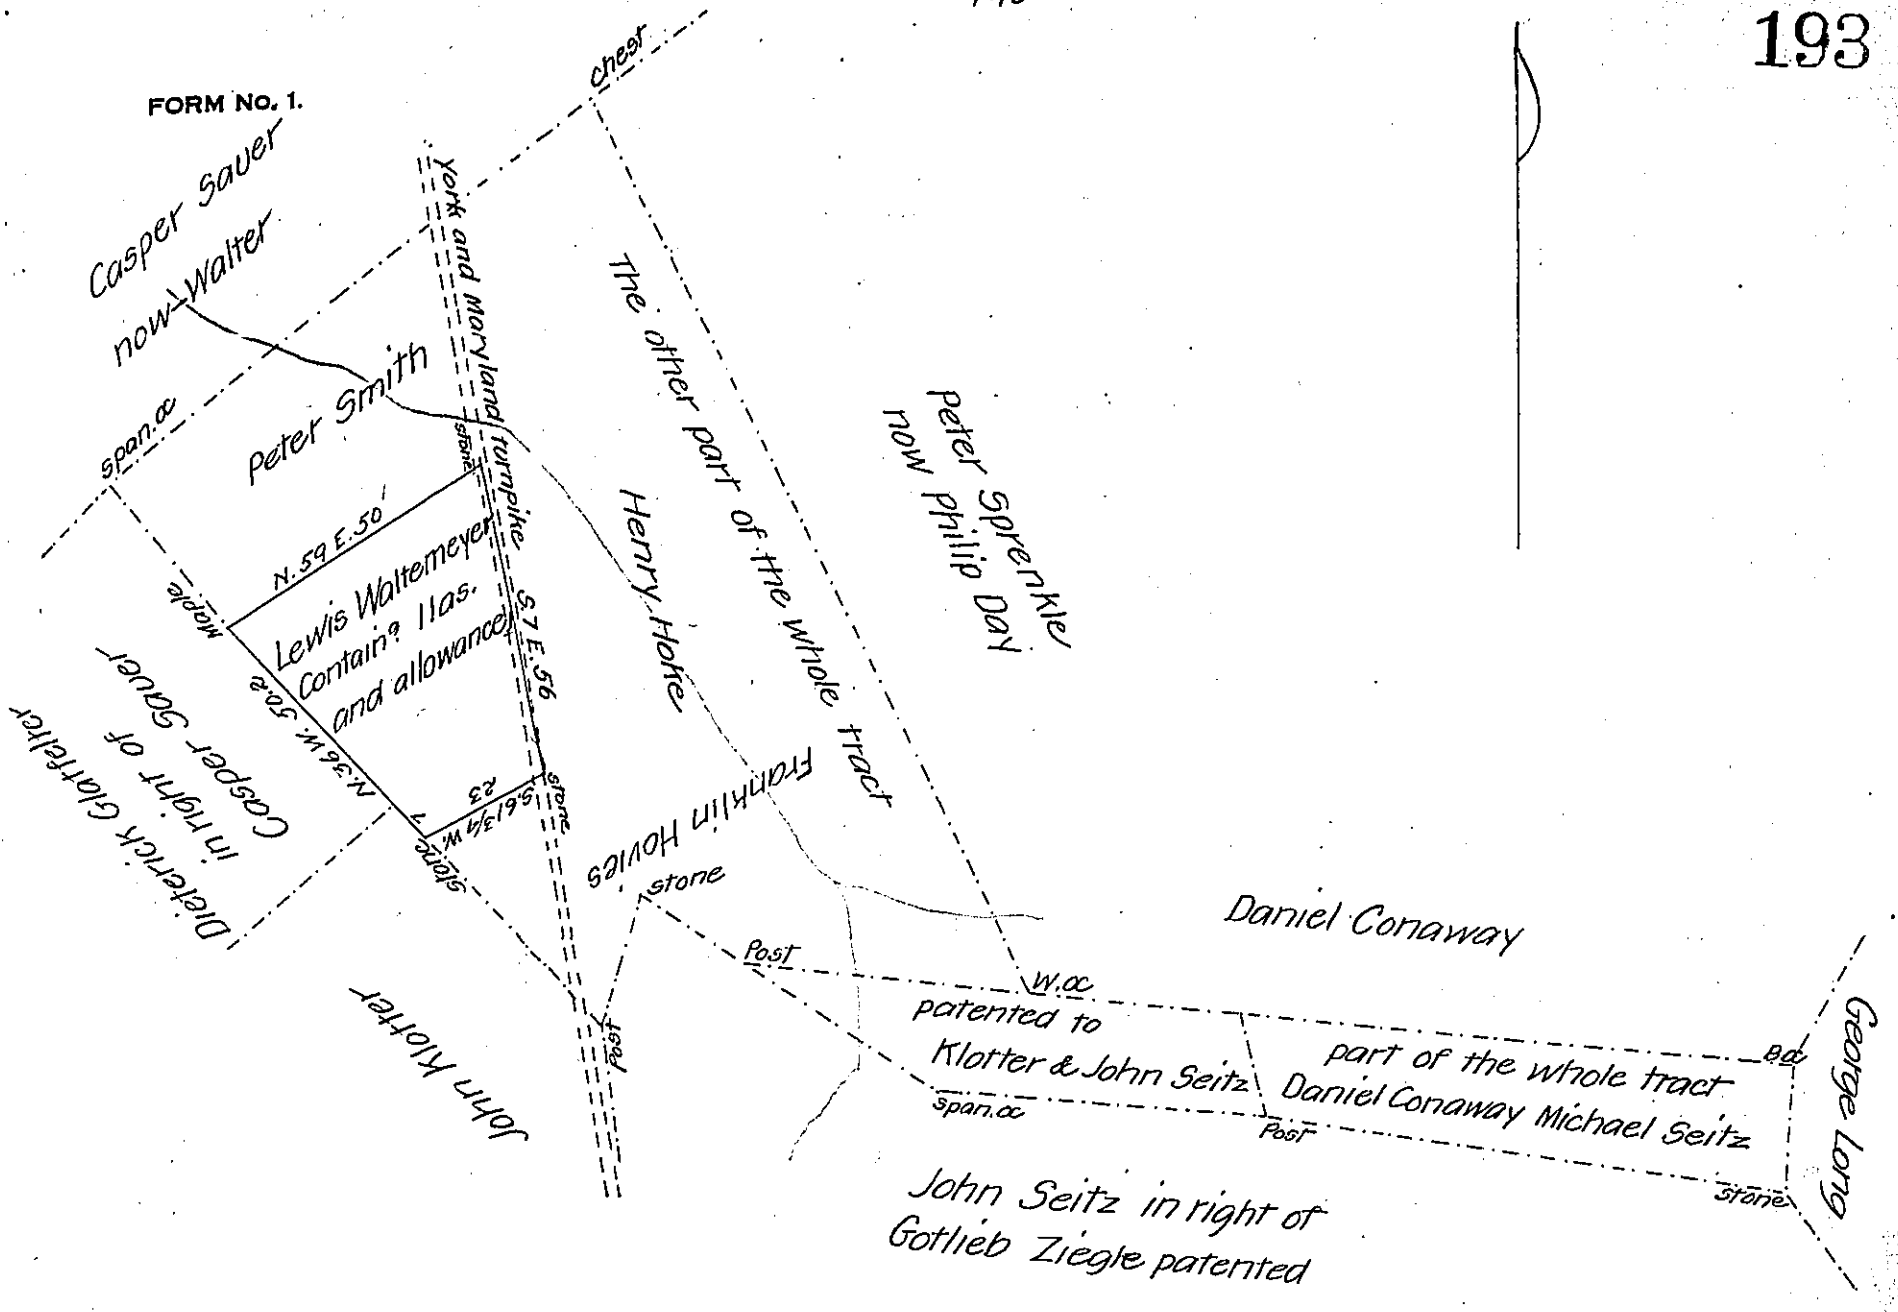 193
FORM No. 1.
chest
Casper Sauer
now Walter
York and Maryland turnpike
The other part of the whole tract
Peter Smith
span.oc
stone
Peter Sprenkle
now Philip Day
N. 59 E. 50
Henry Hoke
Maple
Lewis Waltemeyer
Contain? 11as.
and allowance
S 7 E. 56
N. 36 W. 50.2
Dieterick Glatfelter
in right of
Casper Sauer
7
23
S. 61 3/4 W.
stone
stone
Franklin Hovies
stone
John Klotter
Post
Post
W.oc
Daniel Conaway
patented to
Klotter & John Seitz
part of the whole tract
Daniel Conaway Michael Seitz
B.oc
span.oc
Post
stone
George Long
John Seitz in right of
Gotlieb Ziegle patented